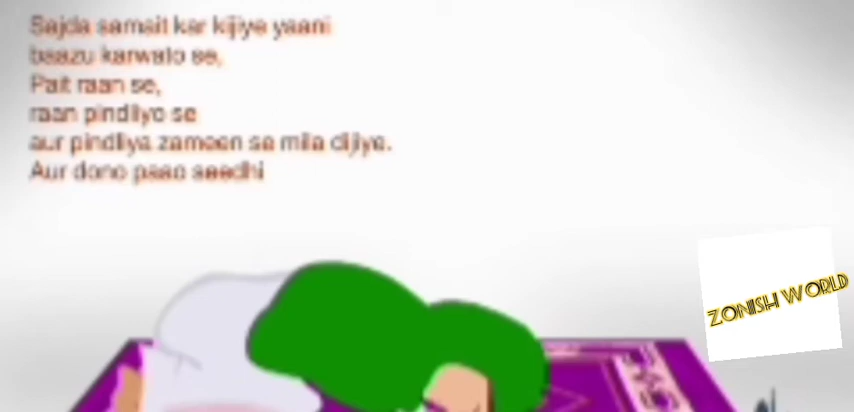 Sajda samait kar kijiye yaani
baazu karwato se,
Pait raan se,
raan pindliyo se
aur pindliya zameen se mila dijiye.
Aur dono paao seedhi
ZONISH WORLD